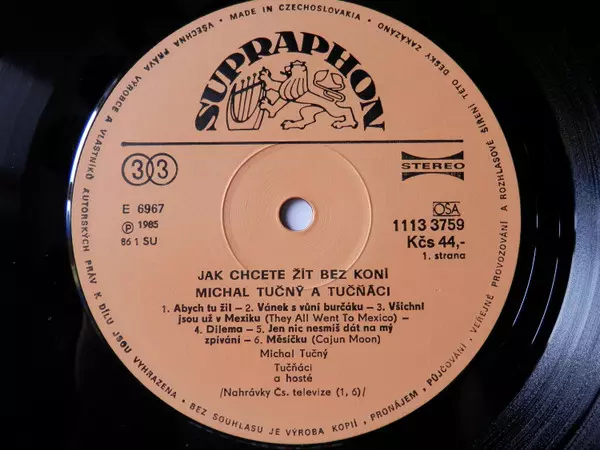 MADE IN CZECHOSLOVAKIA • ZÁKAZ ŠÍŘENÍ TÉTO DESKY A ROZHLASOVÉ
SUPRAPHON
33
STEREO
E 6967
℗ 1985
86 1 SU
OSA
1113 3759
Kčs 44,-
1. strana
JAK CHCETE ŽÍT BEZ KONÍ
MICHAL TUČNÝ A TUČŇÁCI
1. Abych tu žil — 2. Vánek s vůní burčáku — 3. Všichni
jsou už v Mexiku (They All Went To Mexico) —
4. Dilema — 5. Jen nic nesmíš dát na mý
zpívání — 6. Měsíčku (Cajun Moon)
Michal Tučný
Tučňáci
a hosté
/Nahrávky Čs. televize (1, 6)/
VŠECHNA PRÁVA VÝROBCE A VLASTNÍKŮ AUTORSKÝCH PRÁV K DÍLU JSOU VYHRAZENA •
BEZ SOUHLASU JE VÝROBA KOPIÍ, PRONÁJEM, PŮJČOVÁNÍ, VEŘEJNÉ PROVOZOVÁNÍ